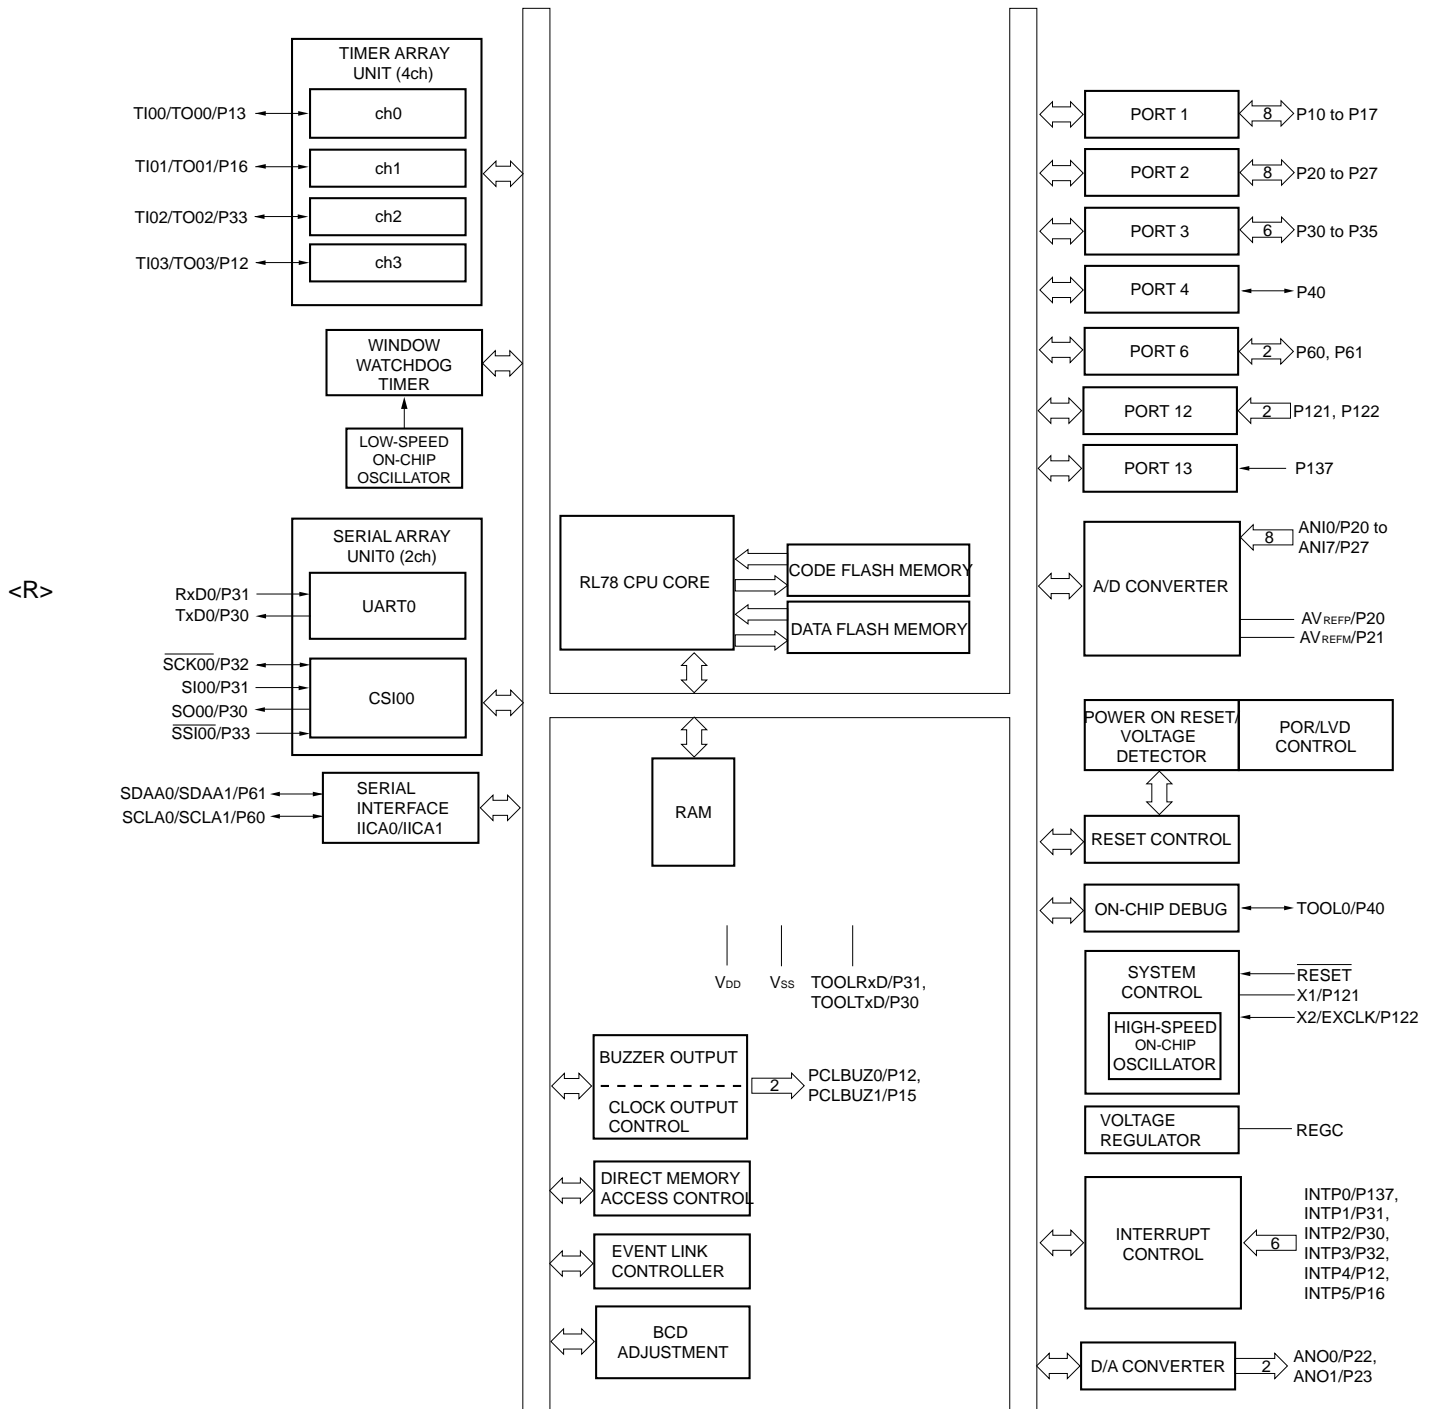 TIMER ARRAY
UNIT (4ch)
TI00/TO00/P13
ch0
TI01/TO01/P16
ch1
TI02/TO02/P33
ch2
TI03/TO03/P12
ch3
WINDOW
WATCHDOG
TIMER
LOW-SPEED
ON-CHIP
OSCILLATOR
<R>
SERIAL ARRAY
UNIT0 (2ch)
RxD0/P31
TxD0/P30
UART0
SCK00/P32
SI00/P31
SO00/P30
SSI00/P33
CSI00
SDAA0/SDAA1/P61
SCLA0/SCLA1/P60
SERIAL
INTERFACE
IICA0/IICA1
RL78 CPU CORE
CODE FLASH MEMORY
DATA FLASH MEMORY
RAM
VDD
VSS
TOOLRxD/P31,
TOOLTxD/P30
BUZZER OUTPUT
CLOCK OUTPUT
CONTROL
2
PCLBUZ0/P12,
PCLBUZ1/P15
DIRECT MEMORY
ACCESS CONTROL
EVENT LINK
CONTROLLER
BCD
ADJUSTMENT
PORT 1
8
P10 to P17
PORT 2
8
P20 to P27
PORT 3
6
P30 to P35
PORT 4
P40
PORT 6
2
P60, P61
PORT 12
2
P121, P122
PORT 13
P137
A/D CONVERTER
8
ANI0/P20 to
ANI7/P27
AVREFP/P20
AVREFM/P21
POWER ON RESET/
VOLTAGE
DETECTOR
POR/LVD
CONTROL
RESET CONTROL
ON-CHIP DEBUG
TOOL0/P40
SYSTEM
CONTROL
HIGH-SPEED
ON-CHIP
OSCILLATOR
RESET
X1/P121
X2/EXCLK/P122
VOLTAGE
REGULATOR
REGC
INTERRUPT
CONTROL
6
INTP0/P137,
INTP1/P31,
INTP2/P30,
INTP3/P32,
INTP4/P12,
INTP5/P16
D/A CONVERTER
2
ANO0/P22,
ANO1/P23